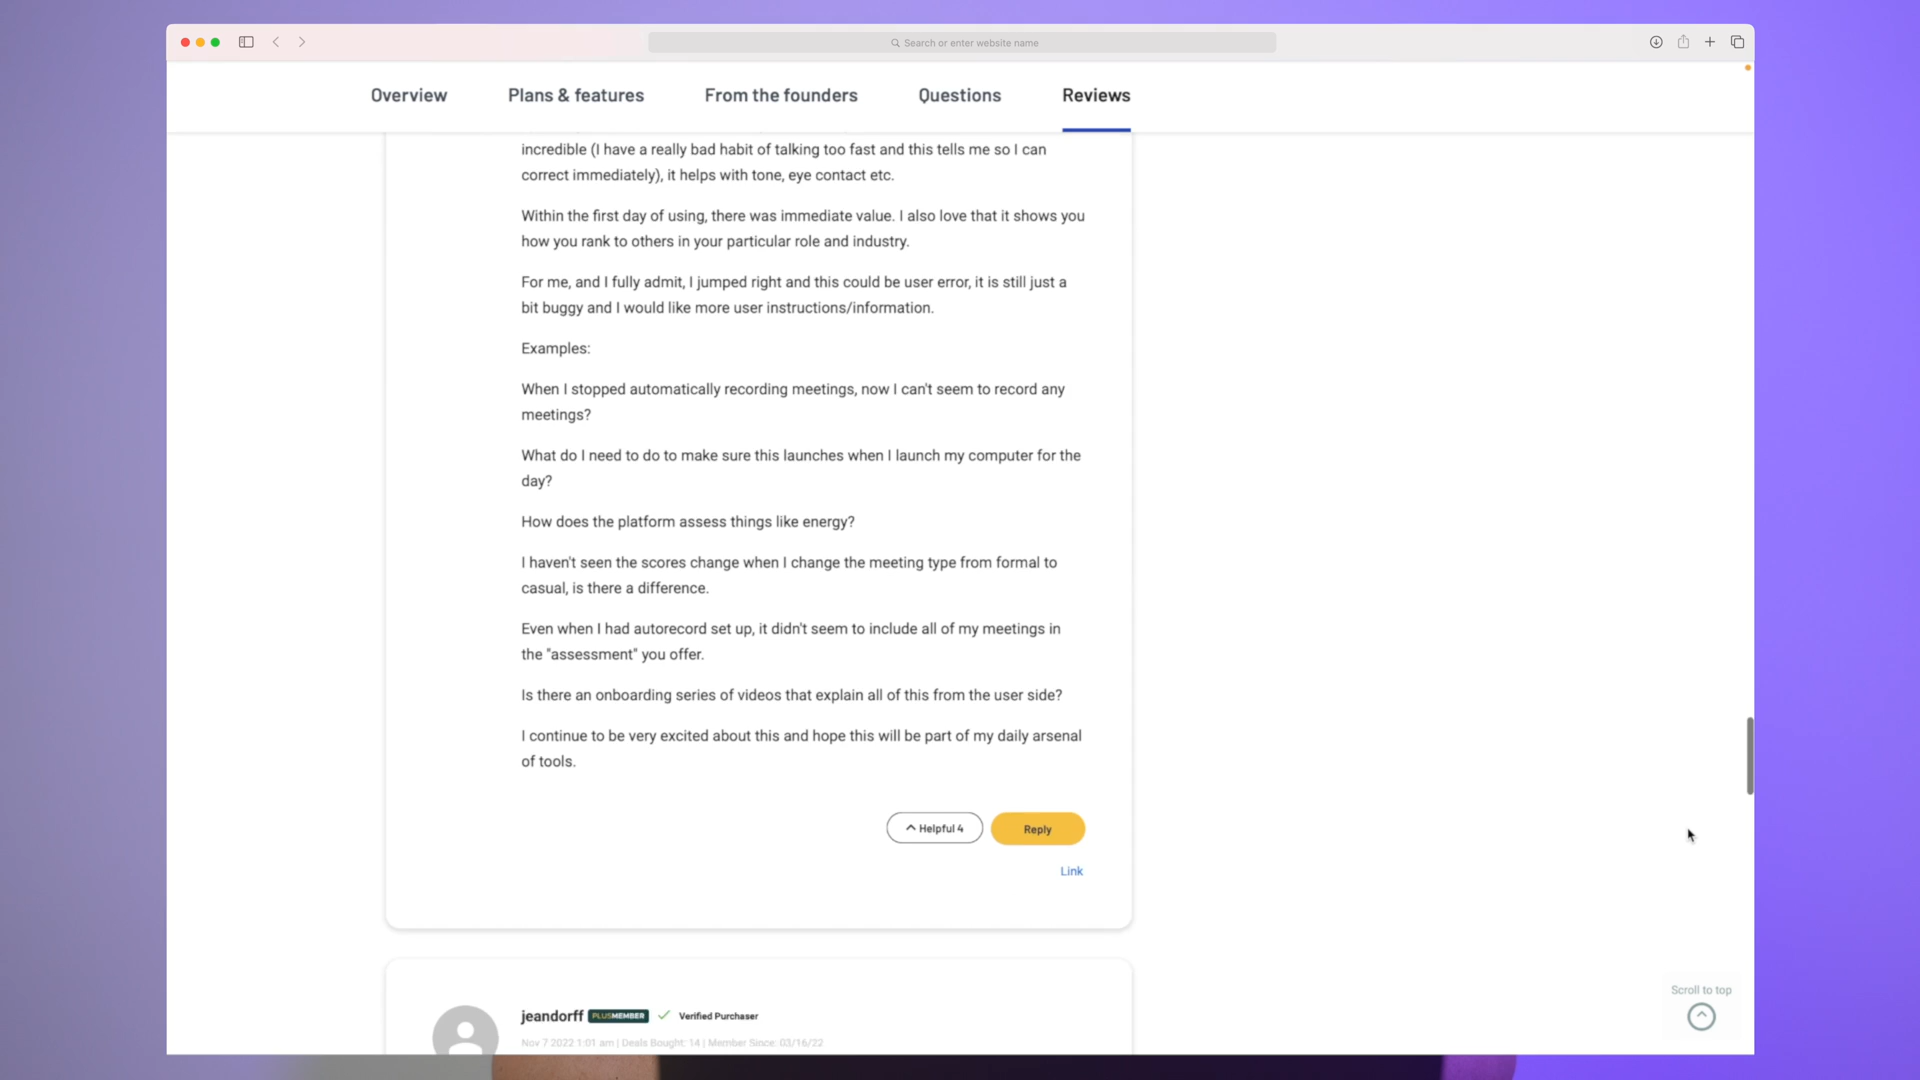 Search or enter website name
Overview
Plans & features
From the founders
Questions
Reviews
incredible (I have a really bad habit of talking too fast and this tells me so I can
correct immediately), it helps with tone, eye contact etc.
Within the first day of using, there was immediate value. I also love that it shows you
how you rank to others in your particular role and industry.
For me, and I fully admit, I jumped right and this could be user error, it is still just a
bit buggy and I would like more user instructions/information.
Examples:
When I stopped automatically recording meetings, now I can't seem to record any
meetings?
What do I need to do to make sure this launches when I launch my computer for the
day?
How does the platform assess things like energy?
I haven't seen the scores change when I change the meeting type from formal to
casual, is there a difference.
Even when I had autorecord set up, it didn't seem to include all of my meetings in
the "assessment" you offer.
Is there an onboarding series of videos that explain all of this from the user side?
I continue to be very excited about this and hope this will be part of my daily arsenal
of tools.
Helpful 4
Reply
Link
Scroll to top
jeandorff PLUSMEMBER Verified Purchaser
Nov 7 2022 1:01 am | Deals Bought: 14 | Member Since: 03/16/22